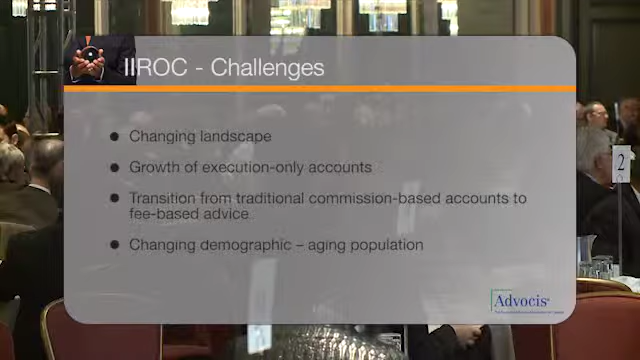 IIROC - Challenges
Changing landscape
Growth of execution-only accounts
Transition from traditional commission-based accounts to
fee-based advice
Changing demographic – aging population
2
Advocis